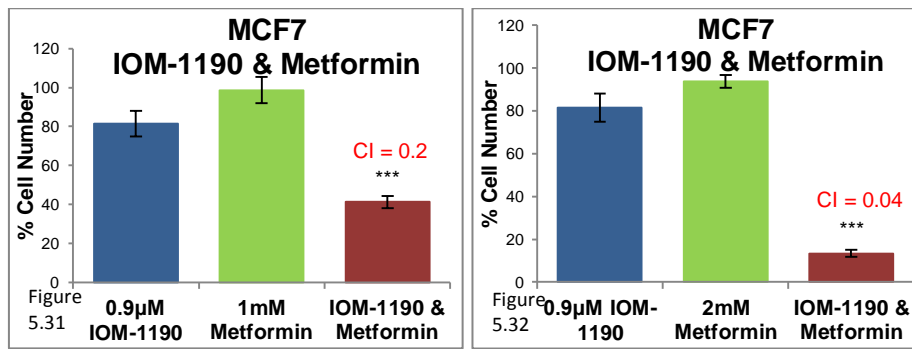 MCF7
IOM-1190 & Metformin
% Cell Number
120
100
80
60
40
20
0
CI = 0.2
***
Figure
5.31
0.9µM
IOM-1190
1mM
Metformin
IOM-1190 &
Metformin
MCF7
IOM-1190 & Metformin
% Cell Number
120
100
80
60
40
20
0
CI = 0.04
***
Figure
5.32
0.9µM IOM-
1190
2mM
Metformin
IOM-1190 &
Metformin